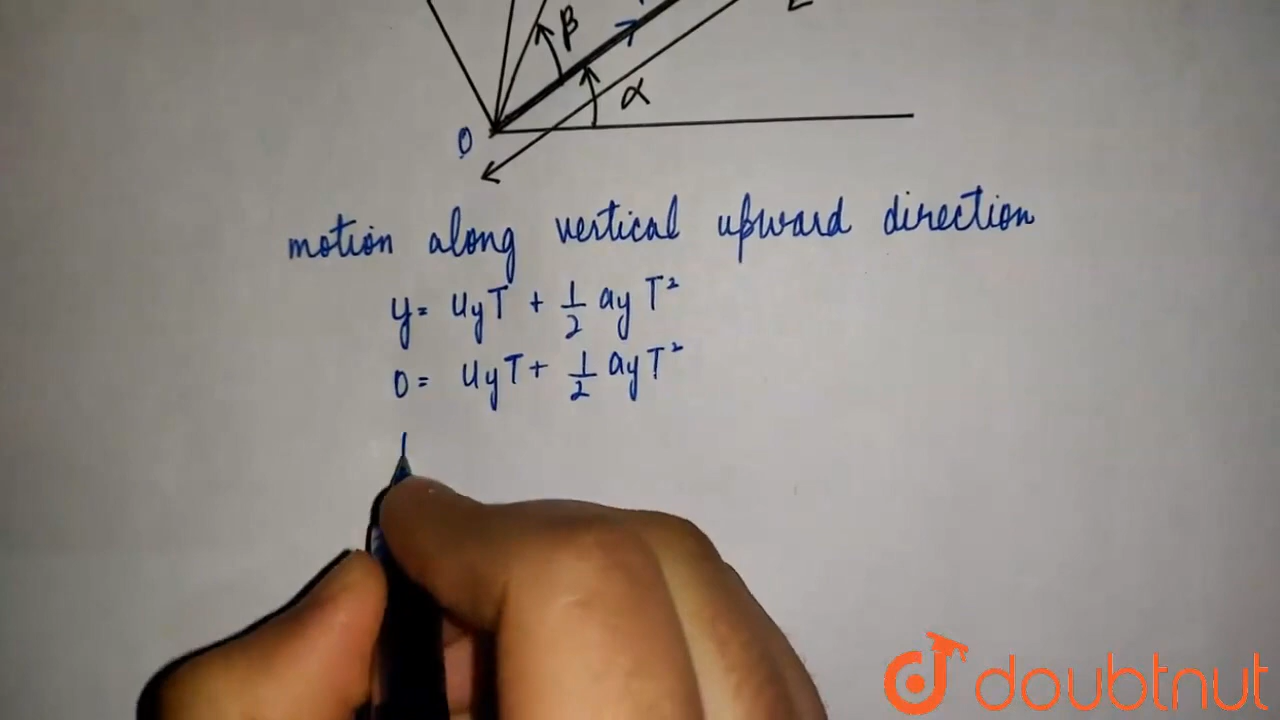 β
α
O
motion along vertical upward direction
y = uyT + 1/2 ayT²
0 = uyT + 1/2 ayT²
doubtnut